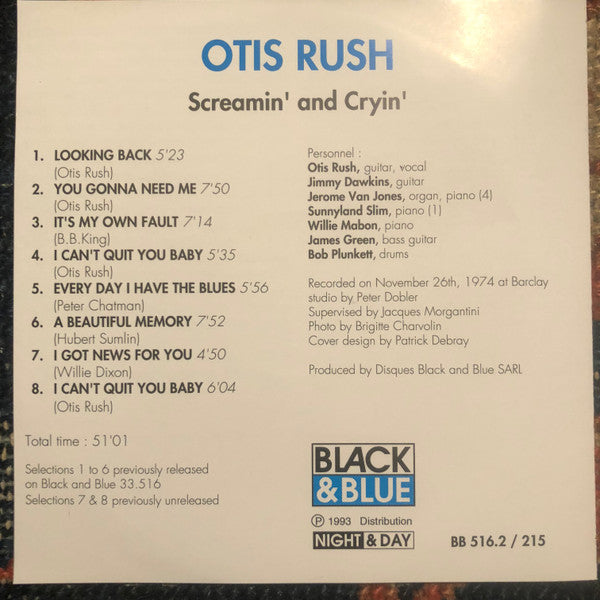 OTIS RUSH
Screamin' and Cryin'
1. LOOKING BACK 5'23
(Otis Rush)
2. YOU GONNA NEED ME 7'50
(Otis Rush)
3. IT'S MY OWN FAULT 7'14
(B.B.King)
4. I CAN'T QUIT YOU BABY 5'35
(Otis Rush)
5. EVERY DAY I HAVE THE BLUES 5'56
(Peter Chatman)
6. A BEAUTIFUL MEMORY 7'52
(Hubert Sumlin)
7. I GOT NEWS FOR YOU 4'50
(Willie Dixon)
8. I CAN'T QUIT YOU BABY 6'04
(Otis Rush)
Total time : 51'01
Selections 1 to 6 previously released
on Black and Blue 33.516
Selections 7 & 8 previously unreleased
Personnel :
Otis Rush, guitar, vocal
Jimmy Dawkins, guitar
Jerome Van Jones, organ, piano (4)
Sunnyland Slim, piano (1)
Willie Mabon, piano
James Green, bass guitar
Bob Plunkett, drums
Recorded on November 26th, 1974 at Barclay
studio by Peter Dobler
Supervised by Jacques Morgantini
Photo by Brigitte Charvolin
Cover design by Patrick Debray
Produced by Disques Black and Blue SARL
BLACK
& BLUE
℗ 1993 Distribution
NIGHT & DAY
BB 516.2 / 215